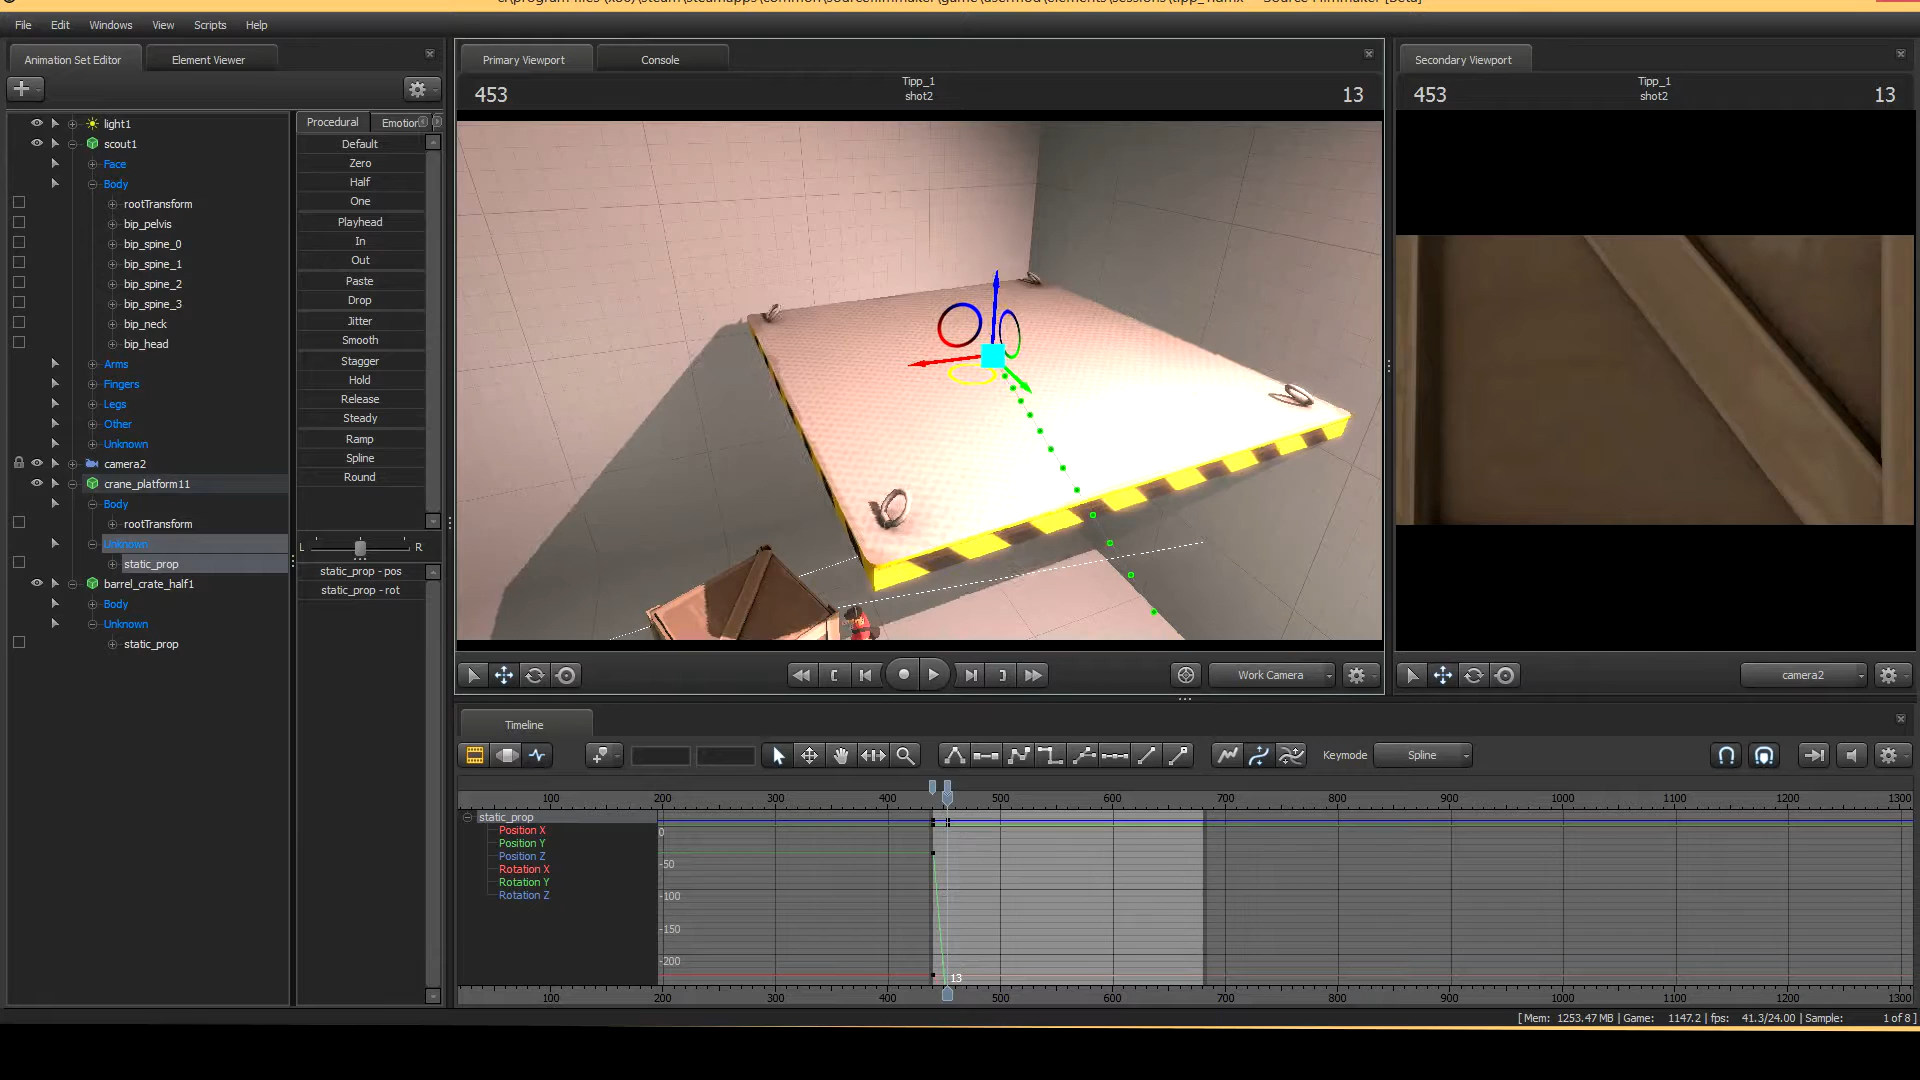 File Edit Windows View Scripts Help
Animation Set Editor Element Viewer
Primary Viewport Console
Secondary Viewport
453 Tipp_1 shot2 13
453 Tipp_1 shot2 13
light1
scout1
Face
Body
rootTransform
bip_pelvis
bip_spine_0
bip_spine_1
bip_spine_2
bip_spine_3
bip_neck
bip_head
Arms
Fingers
Legs
Other
Unknown
camera2
crane_platform11
Body
rootTransform
Unknown
static_prop
barrel_crate_half1
Body
Unknown
static_prop
Procedural Emotion
Default
Zero
Half
One
Playhead
In
Out
Paste
Drop
Jitter
Smooth
Stagger
Hold
Release
Steady
Ramp
Spline
Round
L R
static_prop - pos
static_prop - rot
Work Camera
camera2
Timeline
Keymode Spline
100 200 300 400 500 600 700 800 900 1000 1100 1200 1300
static_prop
Position X
Position Y
Position Z
Rotation X
Rotation Y
Rotation Z
0
-50
-100
-150
-200
13
100 200 300 400 500 600 700 800 900 1000 1100 1200 1300
[ Mem: 1253.47 MB | Game: 1147.2 | fps: 41.3/24.00 | Sample: 1 of 8 ]